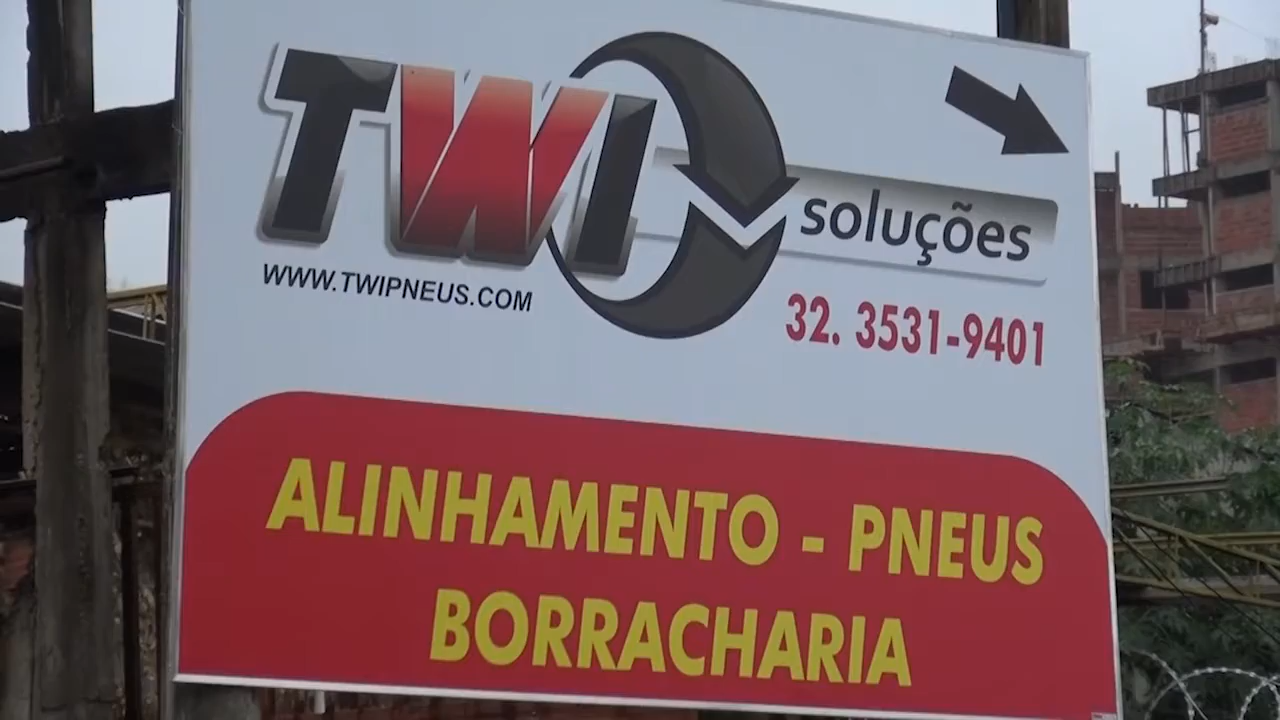 TWI
soluções
WWW.TWIPNEUS.COM
32. 3531-9401
ALINHAMENTO - PNEUS
BORRACHARIA